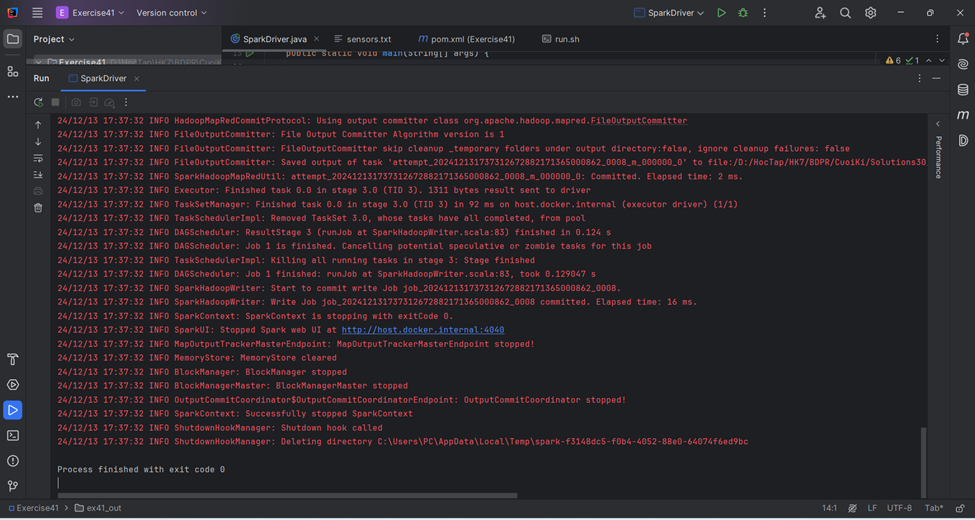 E Exercise41 Version control SparkDriver
Project SparkDriver.java sensors.txt m pom.xml (Exercise41) run.sh
Exercise41 13 public static void main(String[] args) { 6 1
Run SparkDriver
24/12/13 17:37:32 INFO HadoopMapRedCommitProtocol: Using output committer class org.apache.hadoop.mapred.FileOutputCommitter
24/12/13 17:37:32 INFO FileOutputCommitter: File Output Committer Algorithm version is 1
24/12/13 17:37:32 INFO FileOutputCommitter: FileOutputCommitter skip cleanup _temporary folders under output directory:false, ignore cleanup failures: false
24/12/13 17:37:32 INFO FileOutputCommitter: Saved output of task 'attempt_202412131737312672882171365000862_0008_m_000000_0' to file:/D:/HocTap/HK7/BDPR/CuoiKi/Solutions30
24/12/13 17:37:32 INFO SparkHadoopMapRedUtil: attempt_202412131737312672882171365000862_0008_m_000000_0: Committed. Elapsed time: 2 ms.
24/12/13 17:37:32 INFO Executor: Finished task 0.0 in stage 3.0 (TID 3). 1311 bytes result sent to driver
24/12/13 17:37:32 INFO TaskSetManager: Finished task 0.0 in stage 3.0 (TID 3) in 92 ms on host.docker.internal (executor driver) (1/1)
24/12/13 17:37:32 INFO TaskSchedulerImpl: Removed TaskSet 3.0, whose tasks have all completed, from pool
24/12/13 17:37:32 INFO DAGScheduler: ResultStage 3 (runJob at SparkHadoopWriter.scala:83) finished in 0.124 s
24/12/13 17:37:32 INFO DAGScheduler: Job 1 is finished. Cancelling potential speculative or zombie tasks for this job
24/12/13 17:37:32 INFO TaskSchedulerImpl: Killing all running tasks in stage 3: Stage finished
24/12/13 17:37:32 INFO DAGScheduler: Job 1 finished: runJob at SparkHadoopWriter.scala:83, took 0.129047 s
24/12/13 17:37:32 INFO SparkHadoopWriter: Start to commit write Job job_202412131737312672882171365000862_0008.
24/12/13 17:37:32 INFO SparkHadoopWriter: Write Job job_202412131737312672882171365000862_0008 committed. Elapsed time: 16 ms.
24/12/13 17:37:32 INFO SparkContext: SparkContext is stopping with exitCode 0.
24/12/13 17:37:32 INFO SparkUI: Stopped Spark web UI at http://host.docker.internal:4040
24/12/13 17:37:32 INFO MapOutputTrackerMasterEndpoint: MapOutputTrackerMasterEndpoint stopped!
24/12/13 17:37:32 INFO MemoryStore: MemoryStore cleared
24/12/13 17:37:32 INFO BlockManager: BlockManager stopped
24/12/13 17:37:32 INFO BlockManagerMaster: BlockManagerMaster stopped
24/12/13 17:37:32 INFO OutputCommitCoordinator$OutputCommitCoordinatorEndpoint: OutputCommitCoordinator stopped!
24/12/13 17:37:32 INFO SparkContext: Successfully stopped SparkContext
24/12/13 17:37:32 INFO ShutdownHookManager: Shutdown hook called
24/12/13 17:37:32 INFO ShutdownHookManager: Deleting directory C:\Users\PC\AppData\Local\Temp\spark-f3148dc5-f0b4-4052-88e0-64074f6ed9bc
Process finished with exit code 0
Performance
Exercise41 > ex41_out 14:1 LF UTF-8 Tab*